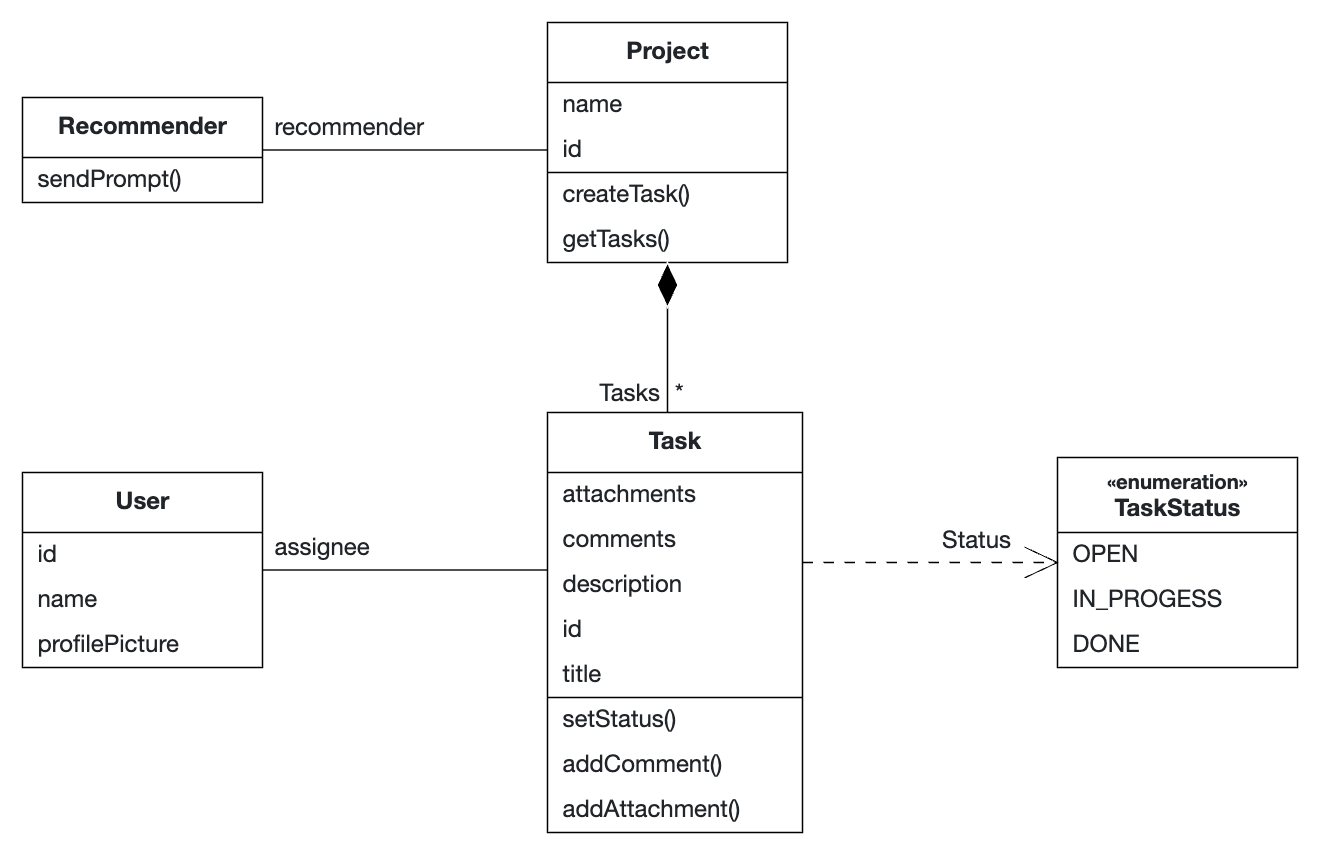 Project
name
id
createTask()
getTasks()
Recommender
sendPrompt()
recommender
Tasks *
Task
attachments
comments
description
id
title
setStatus()
addComment()
addAttachment()
User
id
name
profilePicture
assignee
Status
«enumeration»
TaskStatus
OPEN
IN_PROGESS
DONE